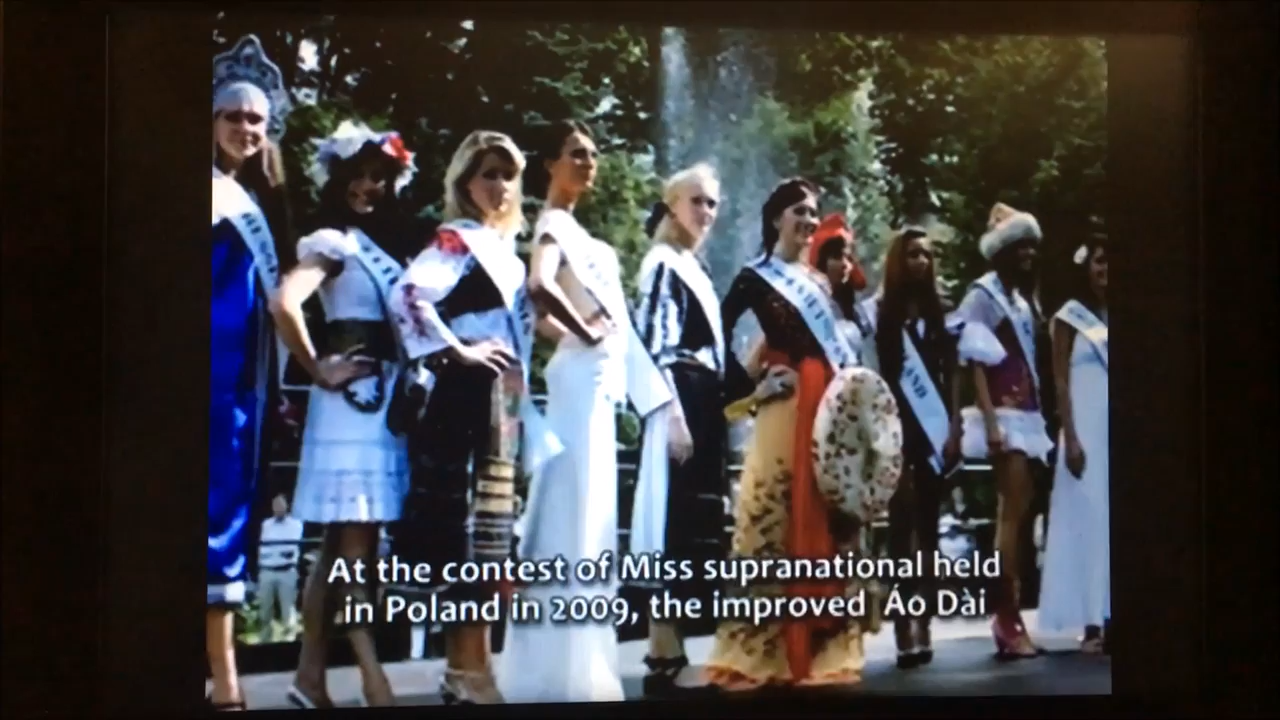 At the contest of Miss supranational held
in Poland in 2009, the improved Áo Dài